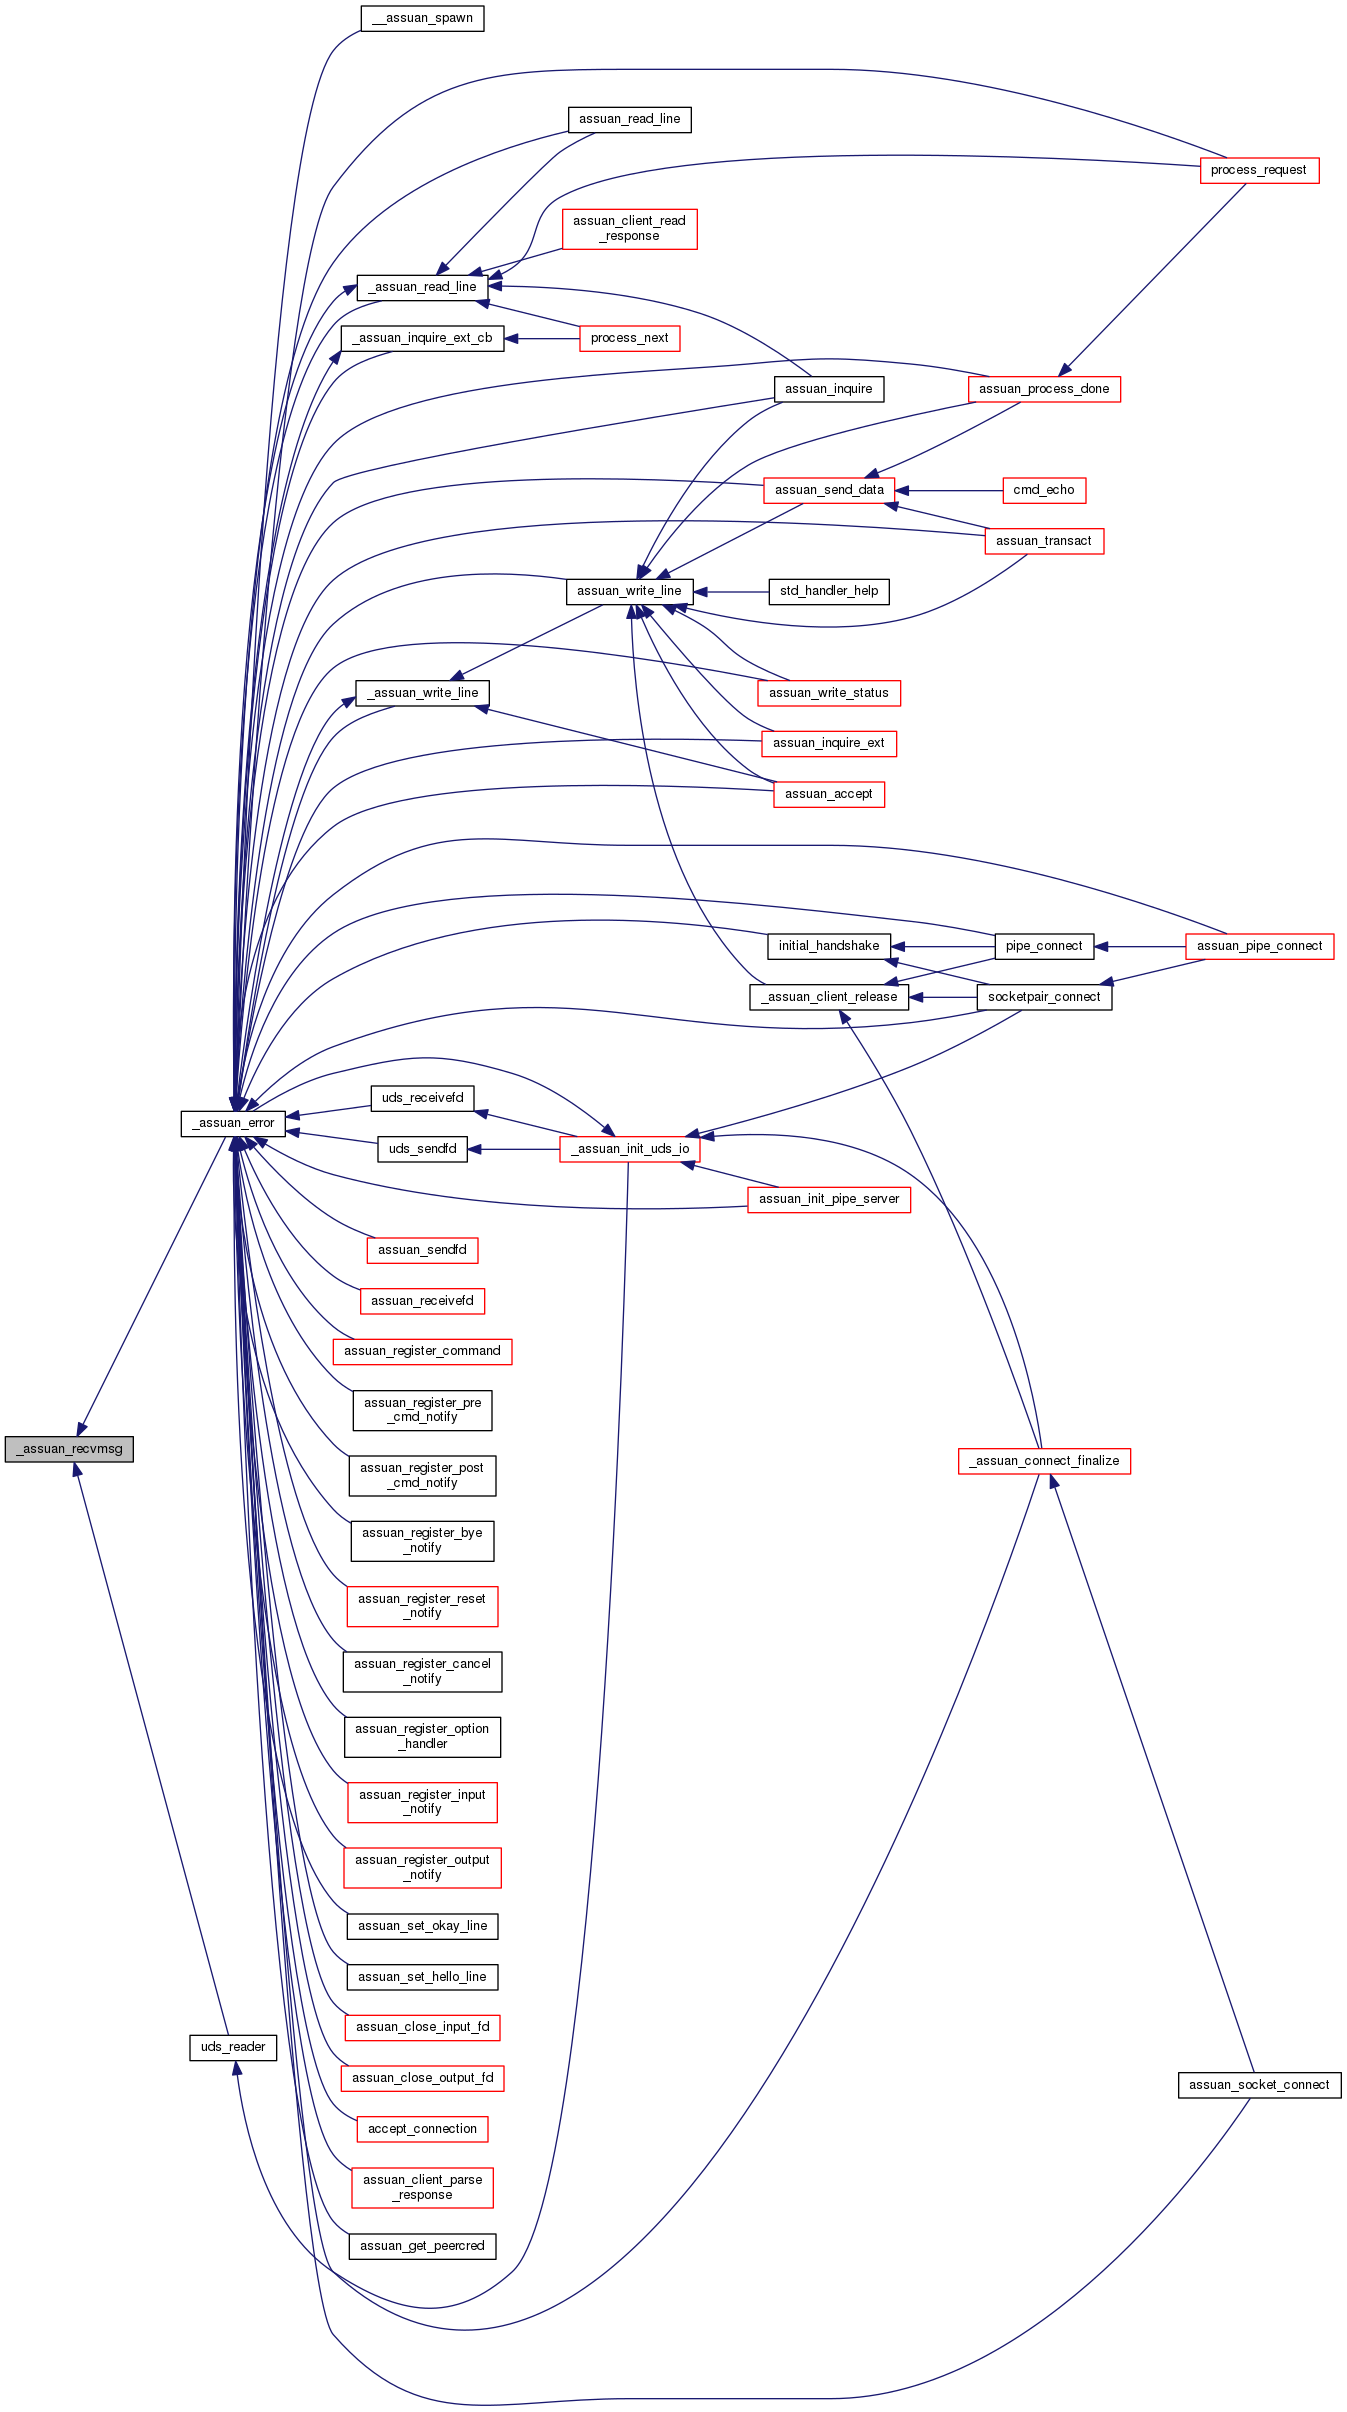 __assuan_spawn
assuan_read_line
process_request
assuan_client_read
_response
_assuan_read_line
_assuan_inquire_ext_cb
process_next
assuan_inquire
assuan_process_done
assuan_send_data
cmd_echo
assuan_transact
assuan_write_line
std_handler_help
_assuan_write_line
assuan_write_status
assuan_inquire_ext
assuan_accept
initial_handshake
pipe_connect
assuan_pipe_connect
_assuan_client_release
socketpair_connect
uds_receivefd
_assuan_error
uds_sendfd
_assuan_init_uds_io
assuan_init_pipe_server
assuan_sendfd
assuan_receivefd
assuan_register_command
assuan_register_pre
_cmd_notify
_assuan_recvmsg
_assuan_connect_finalize
assuan_register_post
_cmd_notify
assuan_register_bye
_notify
assuan_register_reset
_notify
assuan_register_cancel
_notify
assuan_register_option
_handler
assuan_register_input
_notify
assuan_register_output
_notify
assuan_set_okay_line
assuan_set_hello_line
assuan_close_input_fd
uds_reader
assuan_close_output_fd
assuan_socket_connect
accept_connection
assuan_client_parse
_response
assuan_get_peercred